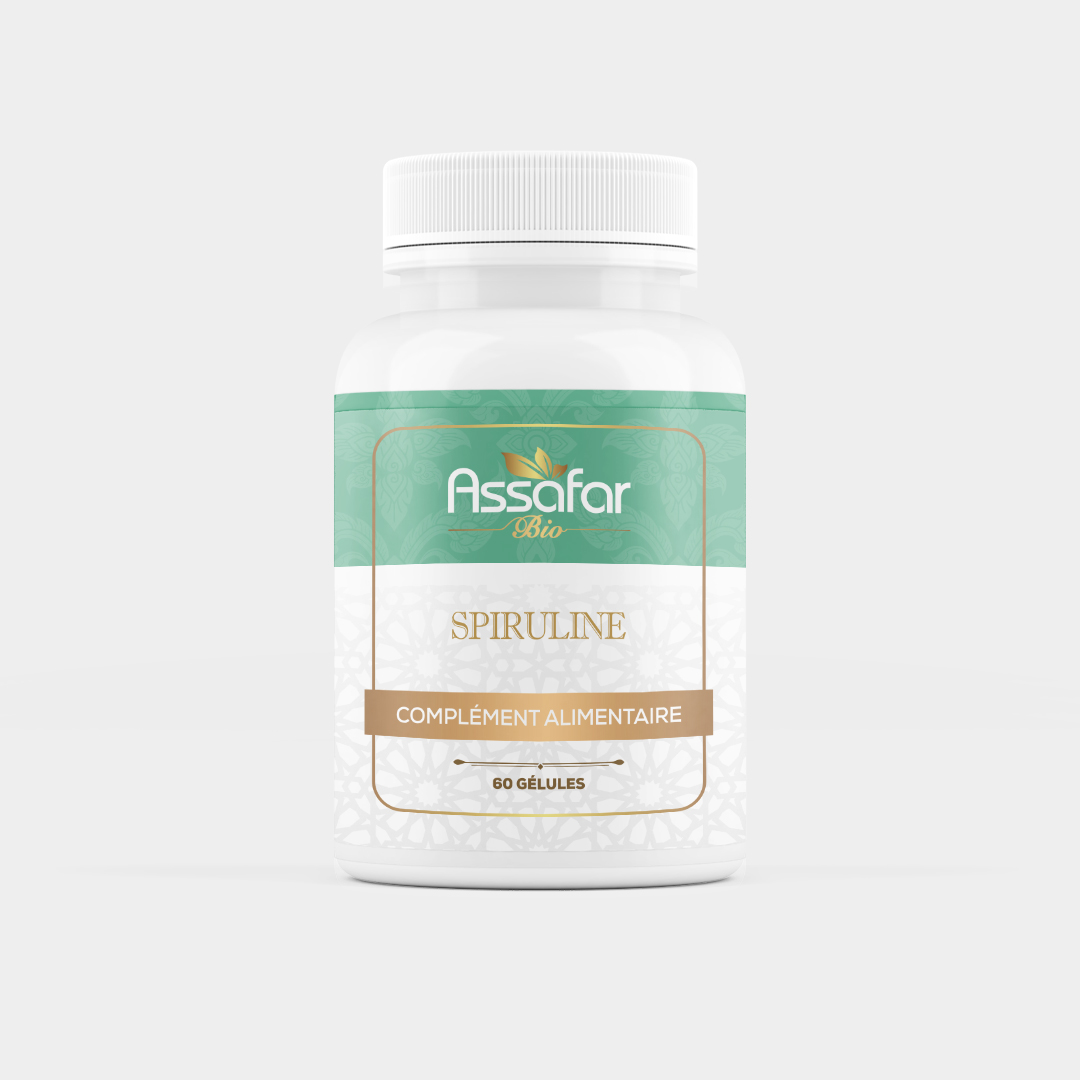 Assafar
Bio
SPIRULINE
COMPLÉMENT ALIMENTAIRE
60 GÉLULES